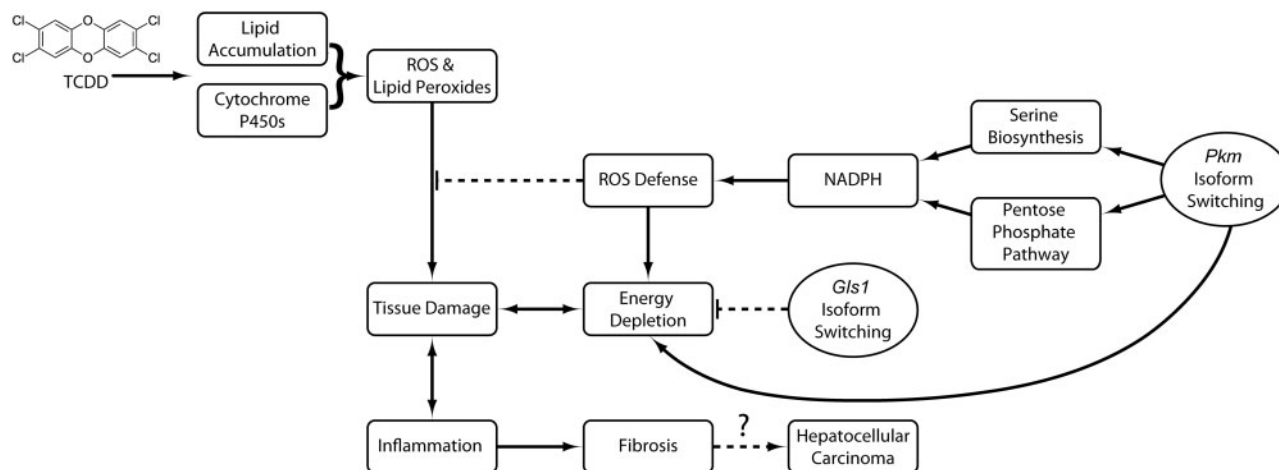 Cl
Cl
O
O
Cl
Cl
TCDD
Lipid
Accumulation
Cytochrome
P450s
ROS &
Lipid Peroxides
Serine
Biosynthesis
Pkm
Isoform
Switching
ROS Defense
NADPH
Pentose
Phosphate
Pathway
Tissue Damage
Energy
Depletion
Gls1
Isoform
Switching
Inflammation
Fibrosis
?
Hepatocellular
Carcinoma